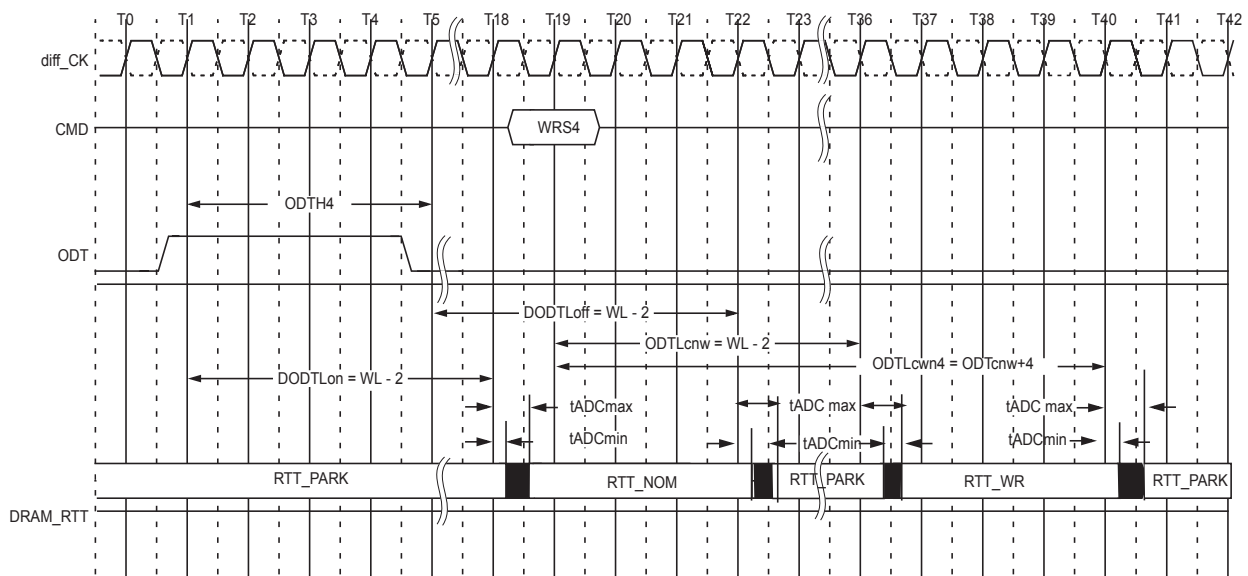 T0 T1 T2 T3 T4 T5 T18 T19 T20 T21 T22 T23 T36 T37 T38 T39 T40 T41 T42
diff_CK
CMD
WRS4
ODTH4
ODT
DODTLoff = WL - 2
ODTLcnw = WL - 2
ODTLcwn4 = ODTcnw+4
DODTLon = WL - 2
tADCmax
tADC max
tADC max
tADCmin
tADCmin
tADCmin
RTT_PARK
RTT_NOM
RTT_PARK
RTT_WR
RTT_PARK
DRAM_RTT